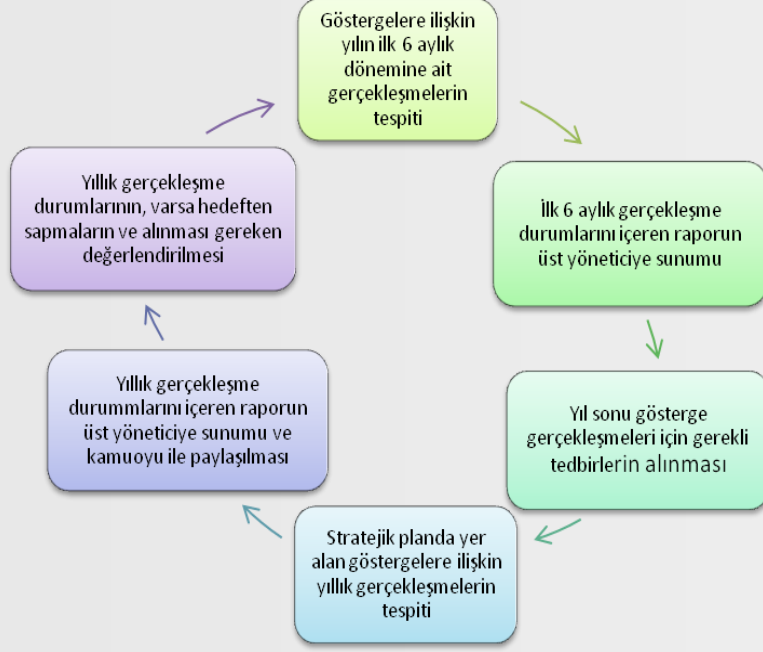 Göstergelere ilişkin
yılın ilk 6 aylık
dönemine ait
gerçekleşmelerin
tespiti
İlk 6 aylık gerçekleşme
durumlarını içeren raporun
üst yöneticiye sunumu
Yıl sonu gösterge
gerçekleşmeleri için gerekli
tedbirlerin alınması
Stratejik planda yer
alan göstergelere ilişkin
yıllık gerçekleşmelerin
tespiti
Yıllık gerçekleşme
durummlarını içeren raporun
üst yöneticiye sunumu ve
kamuoyu ile paylaşılması
Yıllık gerçekleşme
durumlarının, varsa hedeften
sapmaların ve alınması gereken
değerlendirilmesi